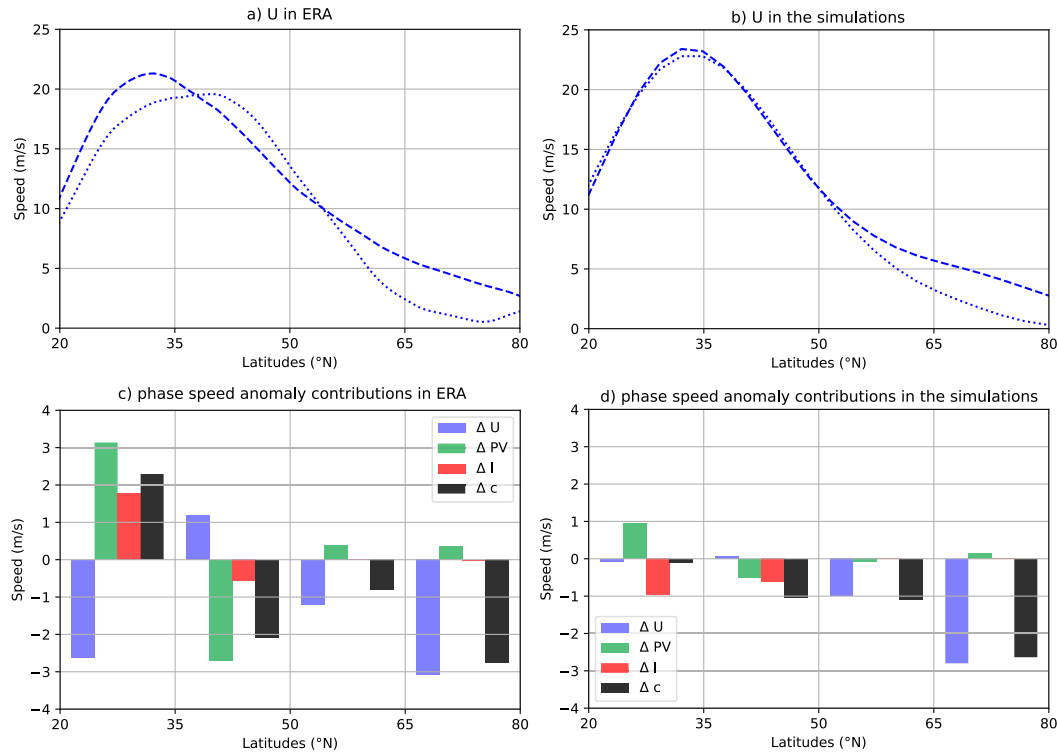 a) U in ERA
25
20
15
10
5
0
Speed (m/s)
20 35 50 65 80
Latitudes (°N)
b) U in the simulations
25
20
15
10
5
0
Speed (m/s)
20 35 50 65 80
Latitudes (°N)
c) phase speed anomaly contributions in ERA
4
3
2
1
0
−1
−2
−3
−4
Speed (m/s)
Δ U
Δ PV
Δ l
Δ c
20 35 50 65 80
Latitudes (°N)
d) phase speed anomaly contributions in the simulations
4
3
2
1
0
−1
−2
−3
−4
Speed (m/s)
Δ U
Δ PV
Δ l
Δ c
20 35 50 65 80
Latitudes (°N)